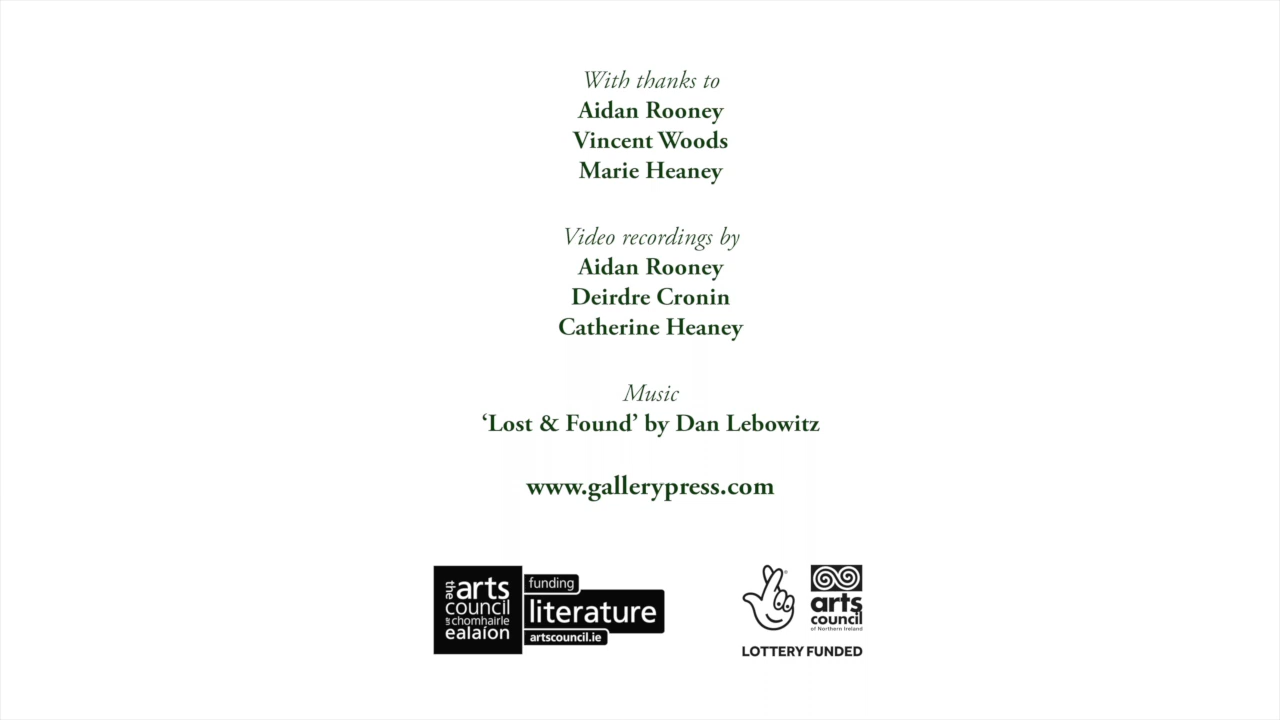 With thanks to
Aidan Rooney
Vincent Woods
Marie Heaney
Video recordings by
Aidan Rooney
Deirdre Cronin
Catherine Heaney
Music
‘Lost & Found’ by Dan Lebowitz
www.gallerypress.com
the arts
council
an chomhairle
ealaíon
funding
literature
artscouncil.ie
arts
council
of Northern Ireland
LOTTERY FUNDED